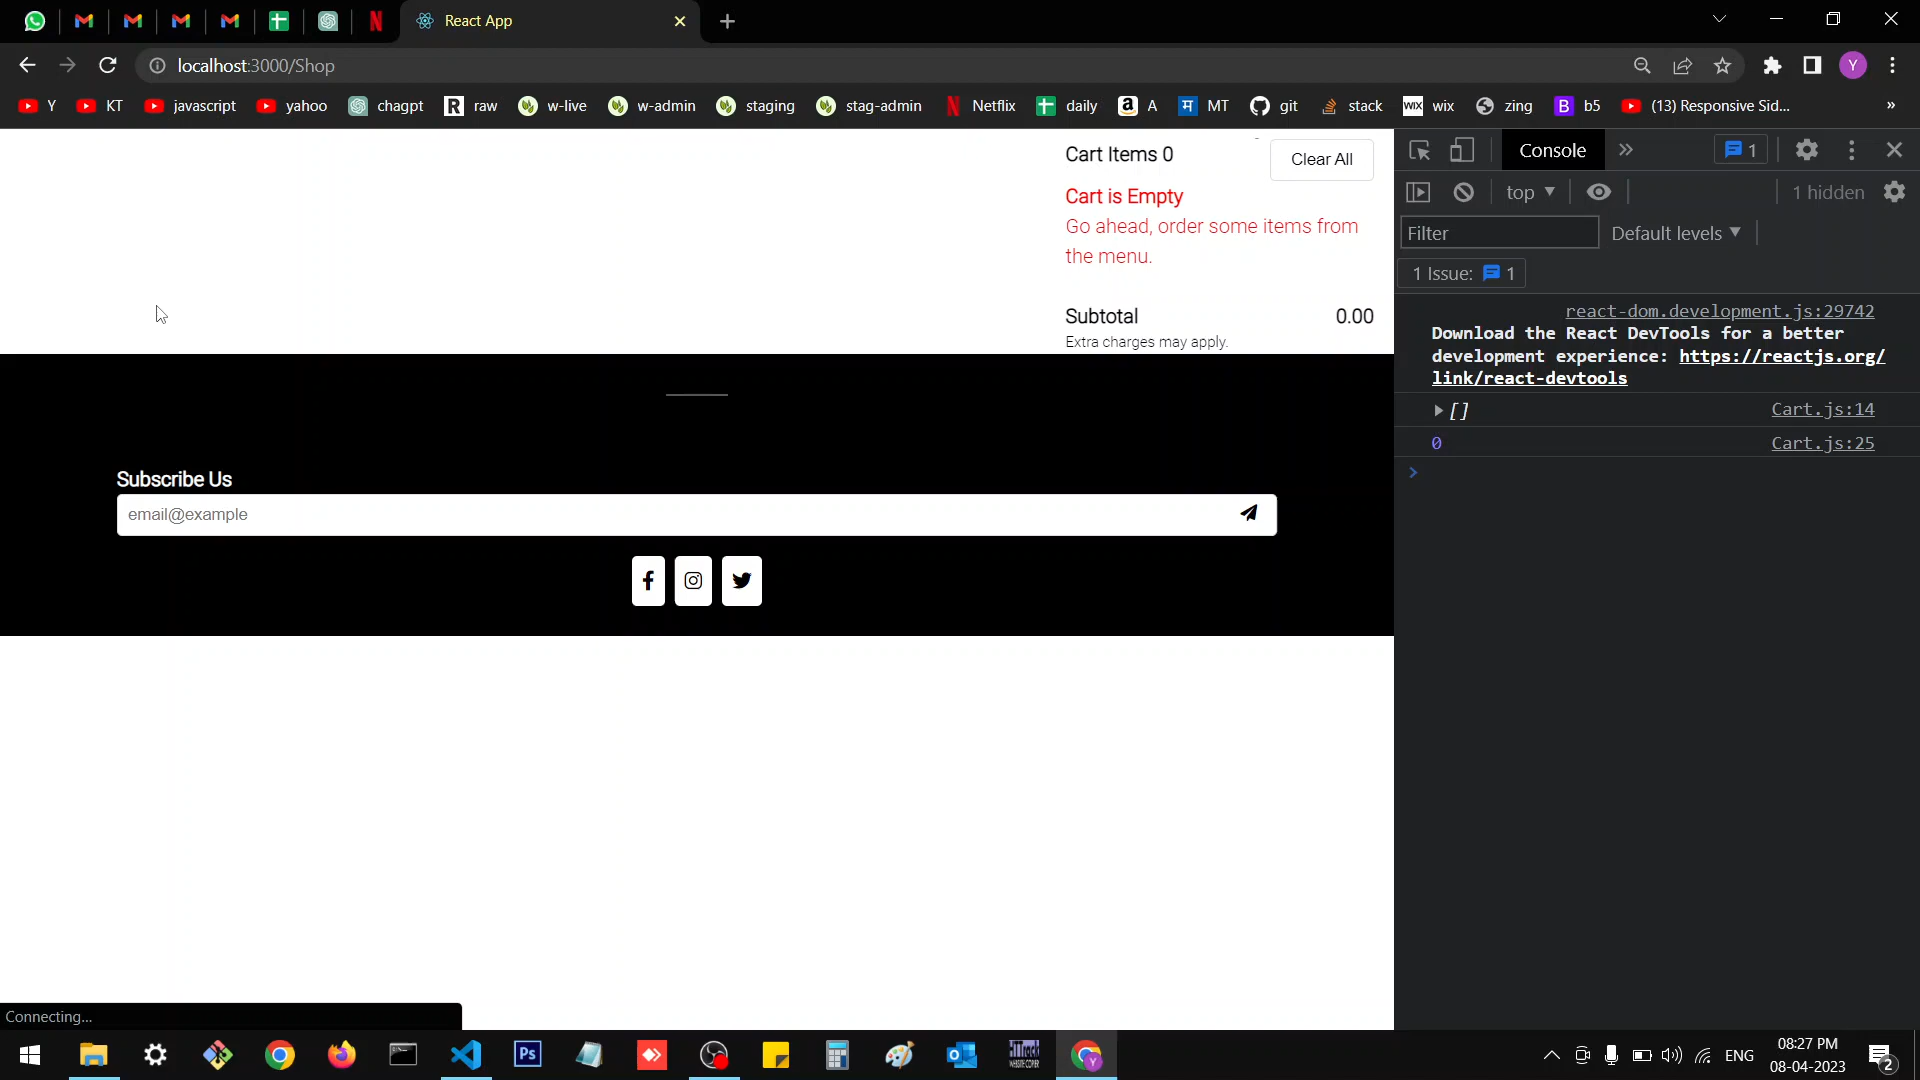 React App
localhost:3000/Shop
Y
Y KT javascript yahoo chagpt raw w-live w-admin staging stag-admin Netflix daily A MT git stack wix zing b5 (13) Responsive Sid... »
Cart Items 0
Clear All
Cart is Empty
Go ahead, order some items from
the menu.
Subtotal 0.00
Extra charges may apply.
Subscribe Us
email@example
Connecting...
Console » 1
top 1 hidden
Filter Default levels
1 Issue: 1
react-dom.development.js:29742
Download the React DevTools for a better
development experience: https://reactjs.org/
link/react-devtools
[] Cart.js:14
0 Cart.js:25
Ps
HTTrack
WEBSITE COPIER
Y
ENG
08:27 PM
08-04-2023
2